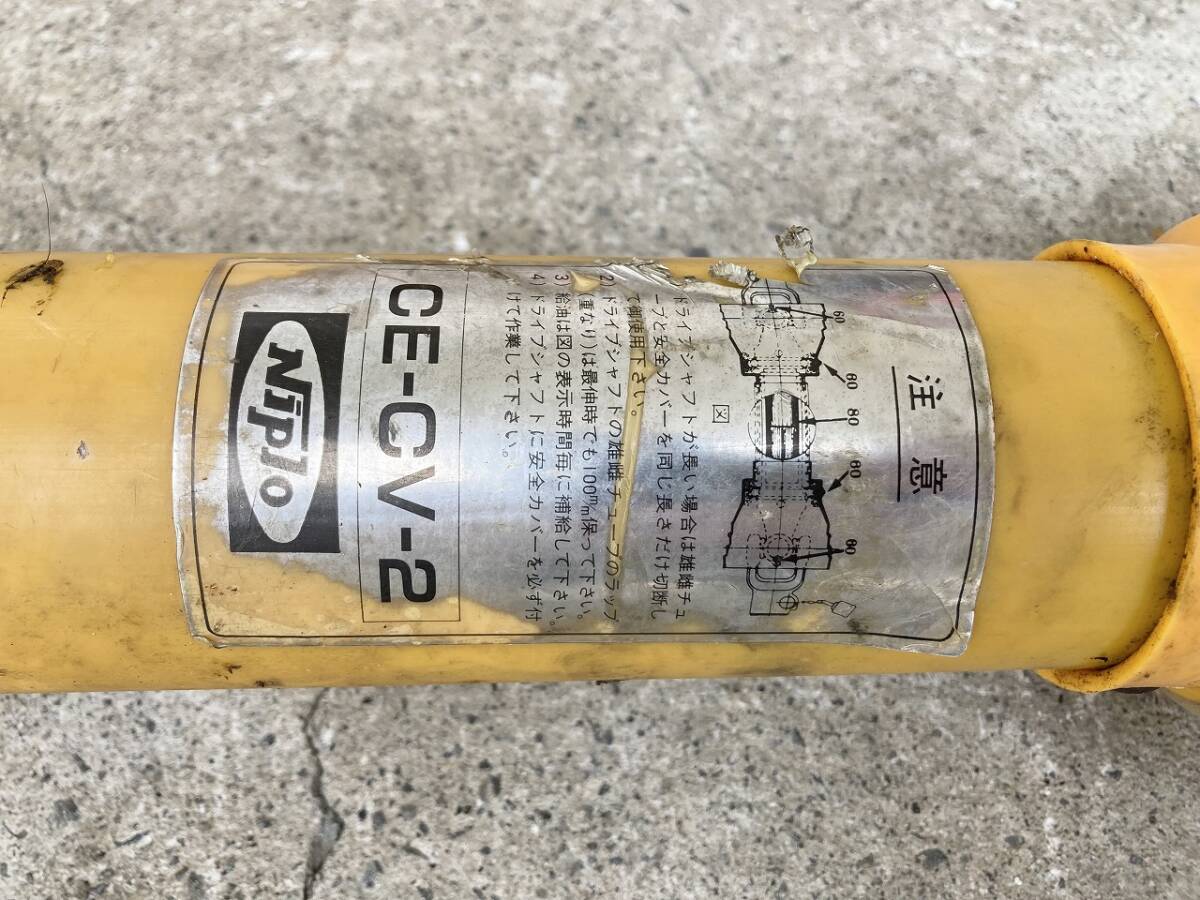 注意
60
60
80
60
60
図
ドライブシャフトが長い場合は雄雌チュ
ーブと安全カバーを同じ長さだけ切断し
て御使用下さい。
2) ドライブシャフトの雄雌チューブのラップ
(重なり)は最伸時でも100m/m保って下さい。
3) 給油は図の表示時間毎に補給して下さい。
4) ドライブシャフトに安全カバーを必ず付
けて作業して下さい。
CE-CV-2
Niplo